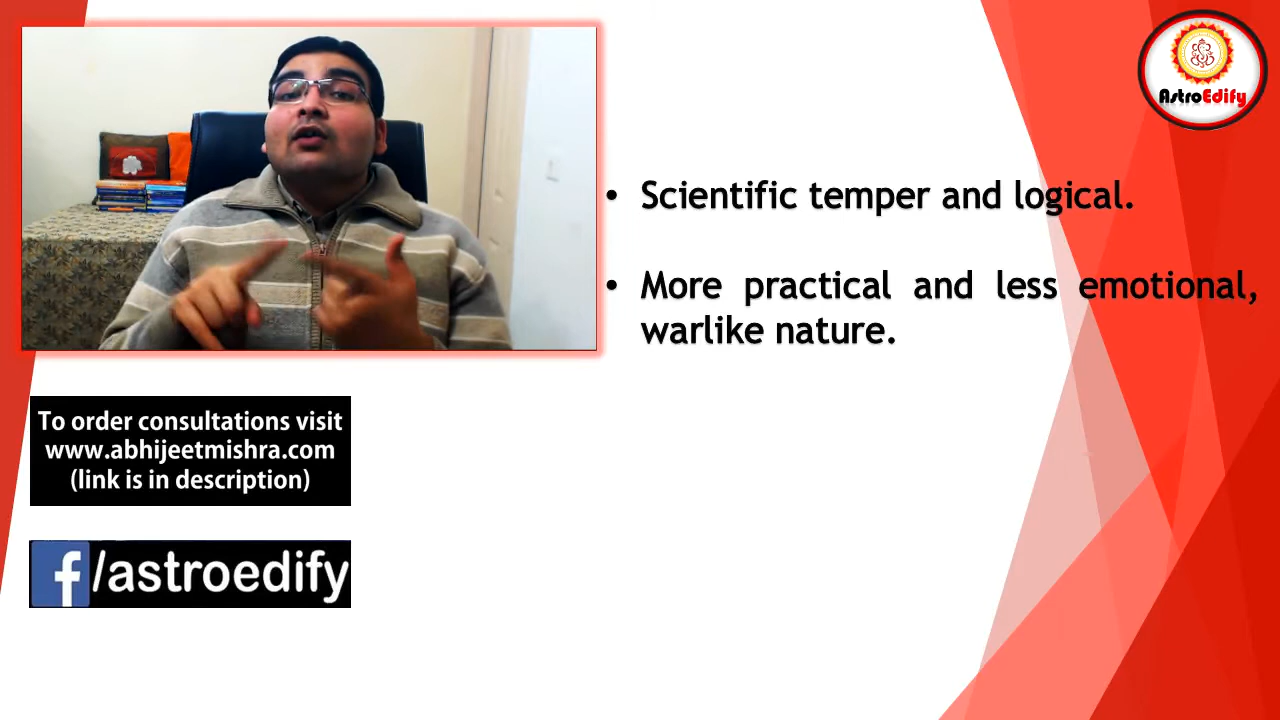 AstroEdify
• Scientific temper and logical.
• More practical and less emotional,
warlike nature.
To order consultations visit
www.abhijeetmishra.com
(link is in description)
f/astroedify